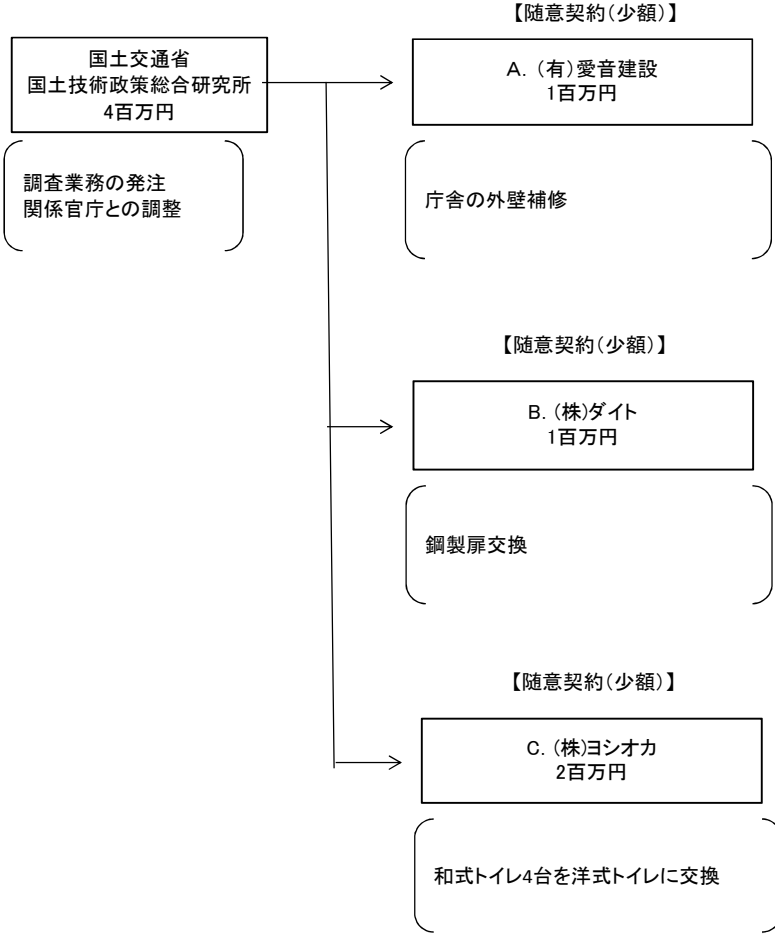 国土交通省
国土技術政策総合研究所
4百万円
調査業務の発注
関係官庁との調整
【随意契約(少額)】
A. (有)愛音建設
1百万円
庁舎の外壁補修
【随意契約(少額)】
B. (株)ダイト
1百万円
鋼製扉交換
【随意契約(少額)】
C. (株)ヨシオカ
2百万円
和式トイレ4台を洋式トイレに交換